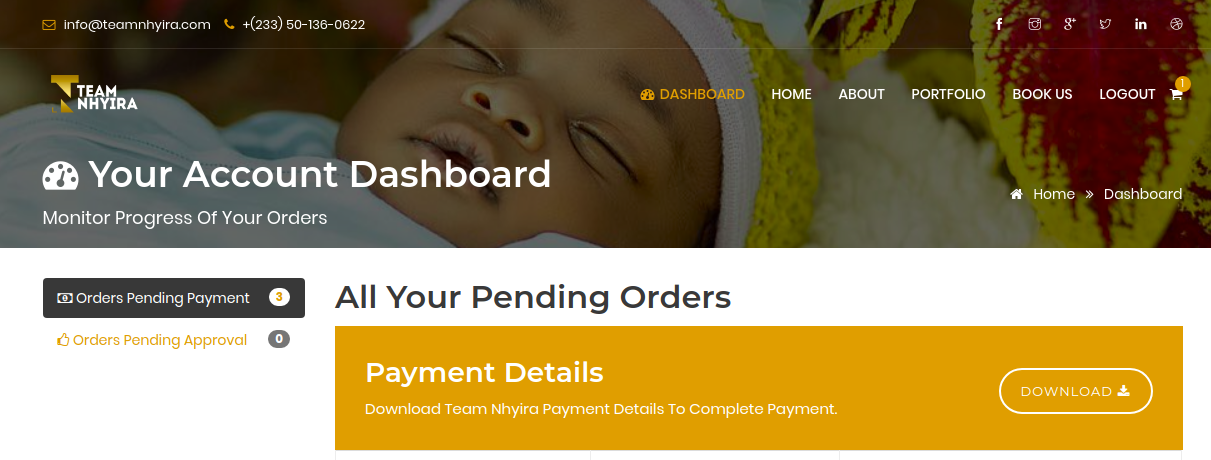 info@teamnhyira.com +(233) 50-136-0622
TEAM
NHYIRA
DASHBOARD HOME ABOUT PORTFOLIO BOOK US LOGOUT 1
Your Account Dashboard
Monitor Progress Of Your Orders
Home » Dashboard
Orders Pending Payment 3
Orders Pending Approval 0
All Your Pending Orders
Payment Details
Download Team Nhyira Payment Details To Complete Payment.
DOWNLOAD